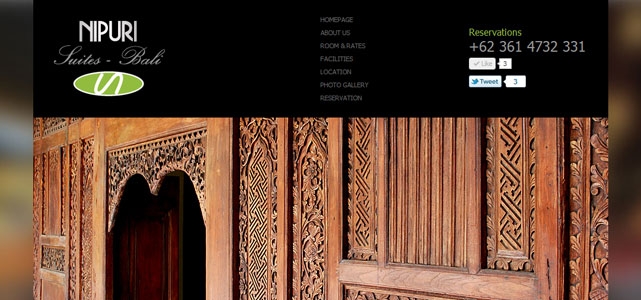 NIPURI
Suites - Bali
HOMEPAGE
ABOUT US
ROOM & RATES
FACILITIES
LOCATION
PHOTO GALLERY
RESERVATION
Reservations
+62 361 4732 331
Like 3
Tweet 3